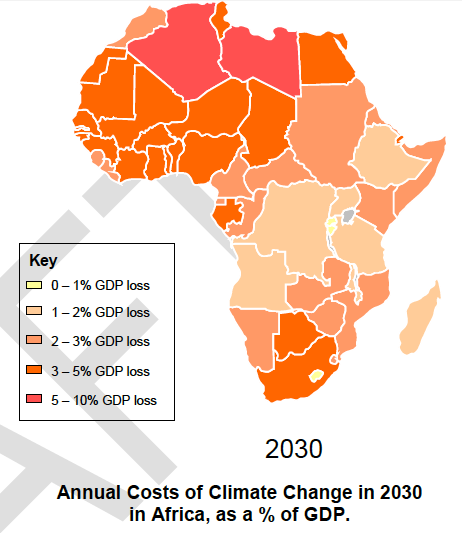 Key
0 – 1% GDP loss
1 – 2% GDP loss
2 – 3% GDP loss
3 – 5% GDP loss
5 – 10% GDP loss
2030
Annual Costs of Climate Change in 2030
in Africa, as a % of GDP.